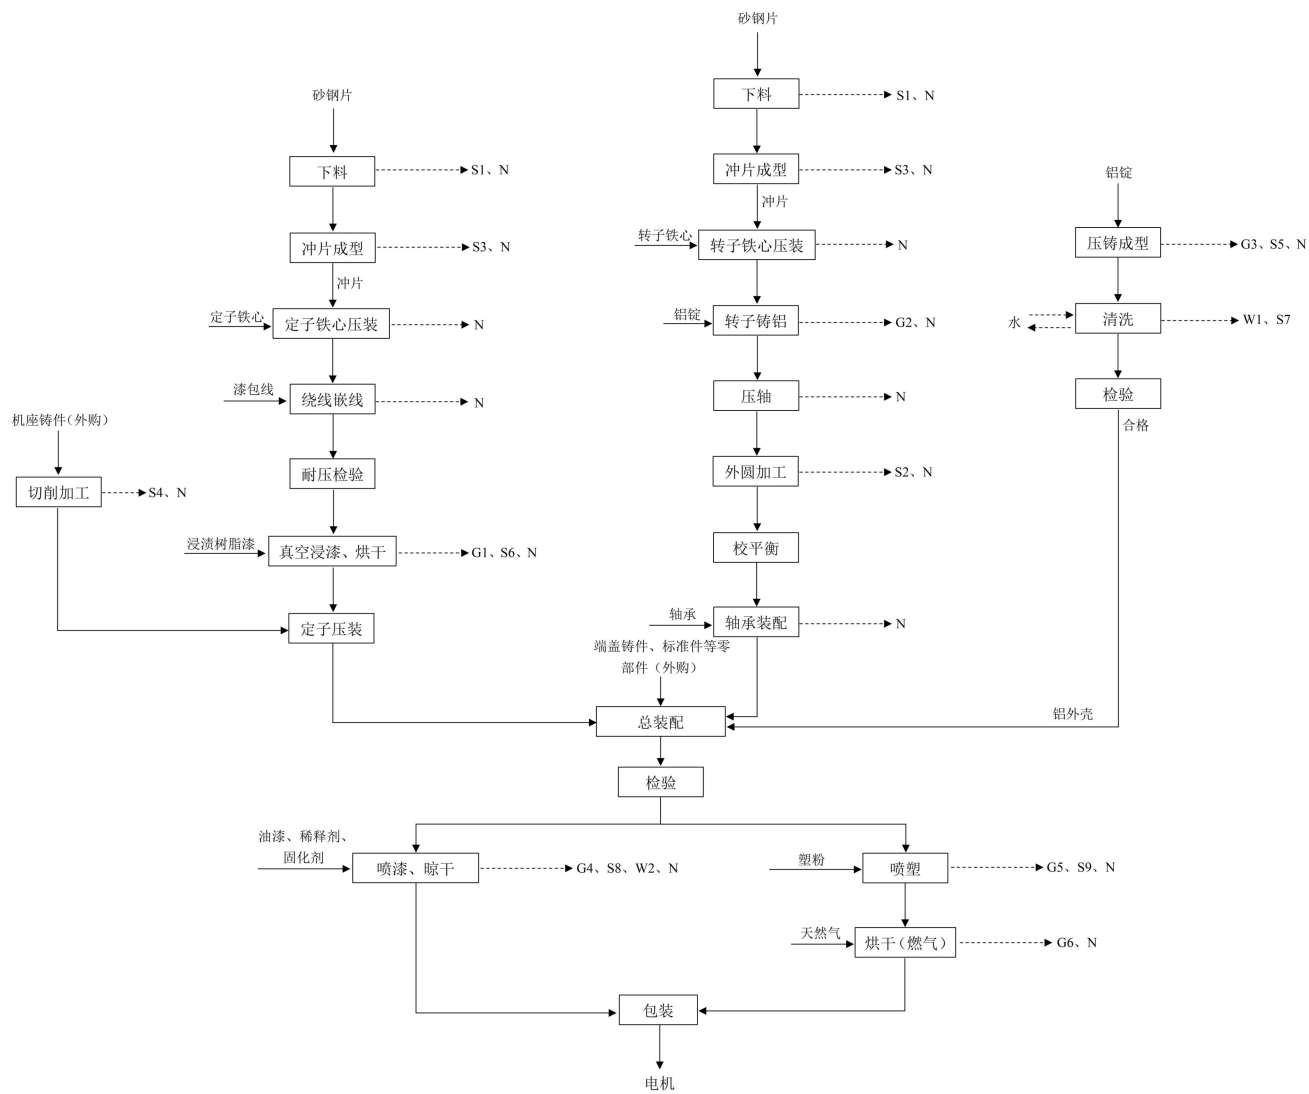 砂钢片
下料
S1、N
冲片成型
S3、N
冲片
转子铁心
转子铁心压装
N
铝锭
转子铸铝
G2、N
压轴
N
外圆加工
S2、N
校平衡
轴承
轴承装配
N
砂钢片
下料
S1、N
冲片成型
S3、N
冲片
定子铁心
定子铁心压装
N
漆包线
绕线嵌线
N
耐压检验
浸渍树脂漆
真空浸漆、烘干
G1、S6、N
定子压装
机座铸件（外购）
切削加工
S4、N
铝锭
压铸成型
G3、S5、N
水
清洗
W1、S7
检验
合格
铝外壳
端盖铸件、标准件等零
部件（外购）
总装配
检验
油漆、稀释剂、
固化剂
喷漆、晾干
G4、S8、W2、N
塑粉
喷塑
G5、S9、N
天然气
烘干（燃气）
G6、N
包装
电机